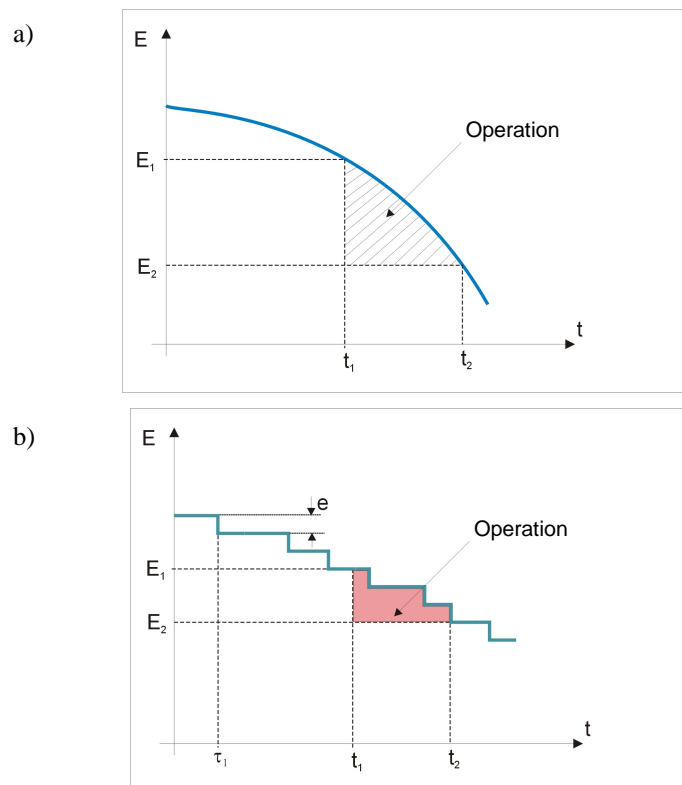 a)
E
Operation
E₁
E₂
t
t₁
t₂
b)
E
e
Operation
E₁
E₂
t
τ₁
t₁
t₂